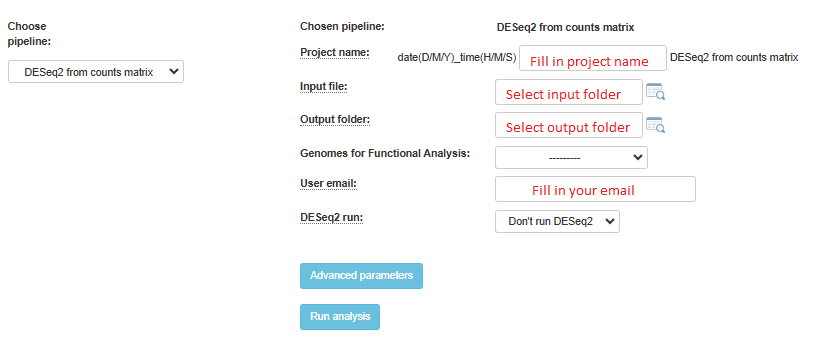 Choose
pipeline:
DESeq2 from counts matrix
Chosen pipeline: DESeq2 from counts matrix
Project name: date(D/M/Y)_time(H/M/S) Fill in project name DESeq2 from counts matrix
Input file: Select input folder
Output folder: Select output folder
Genomes for Functional Analysis: ---------
User email: Fill in your email
DESeq2 run: Don't run DESeq2
Advanced parameters
Run analysis